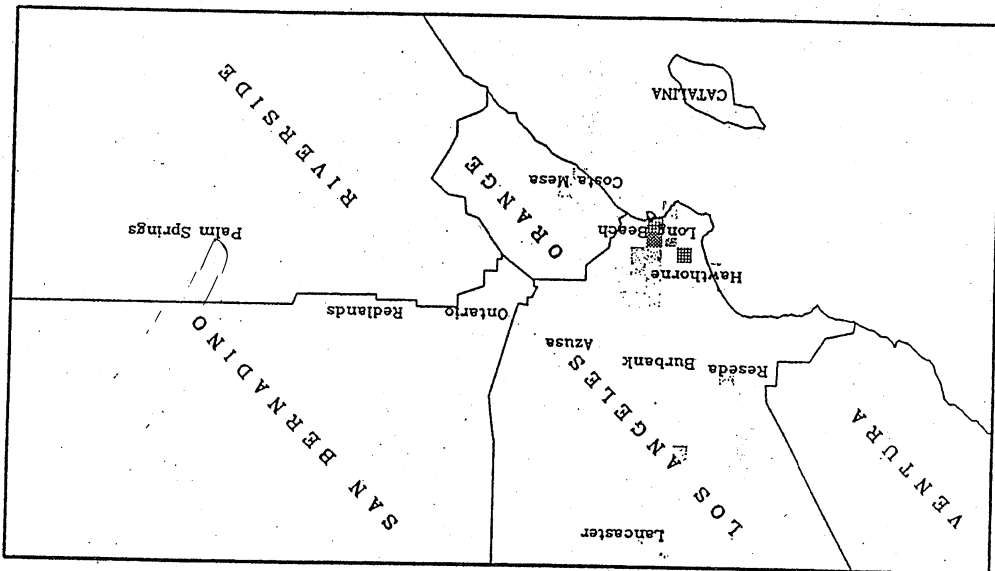 Lancaster
LOS ANGELES
VENTURA
SAN BERNADINO
Reseda
Burbank
Azusa
Ontario
Redlands
Hawthorne
Long Beach
Palm Springs
ORANGE
RIVERSIDE
Costa Mesa
CATALINA